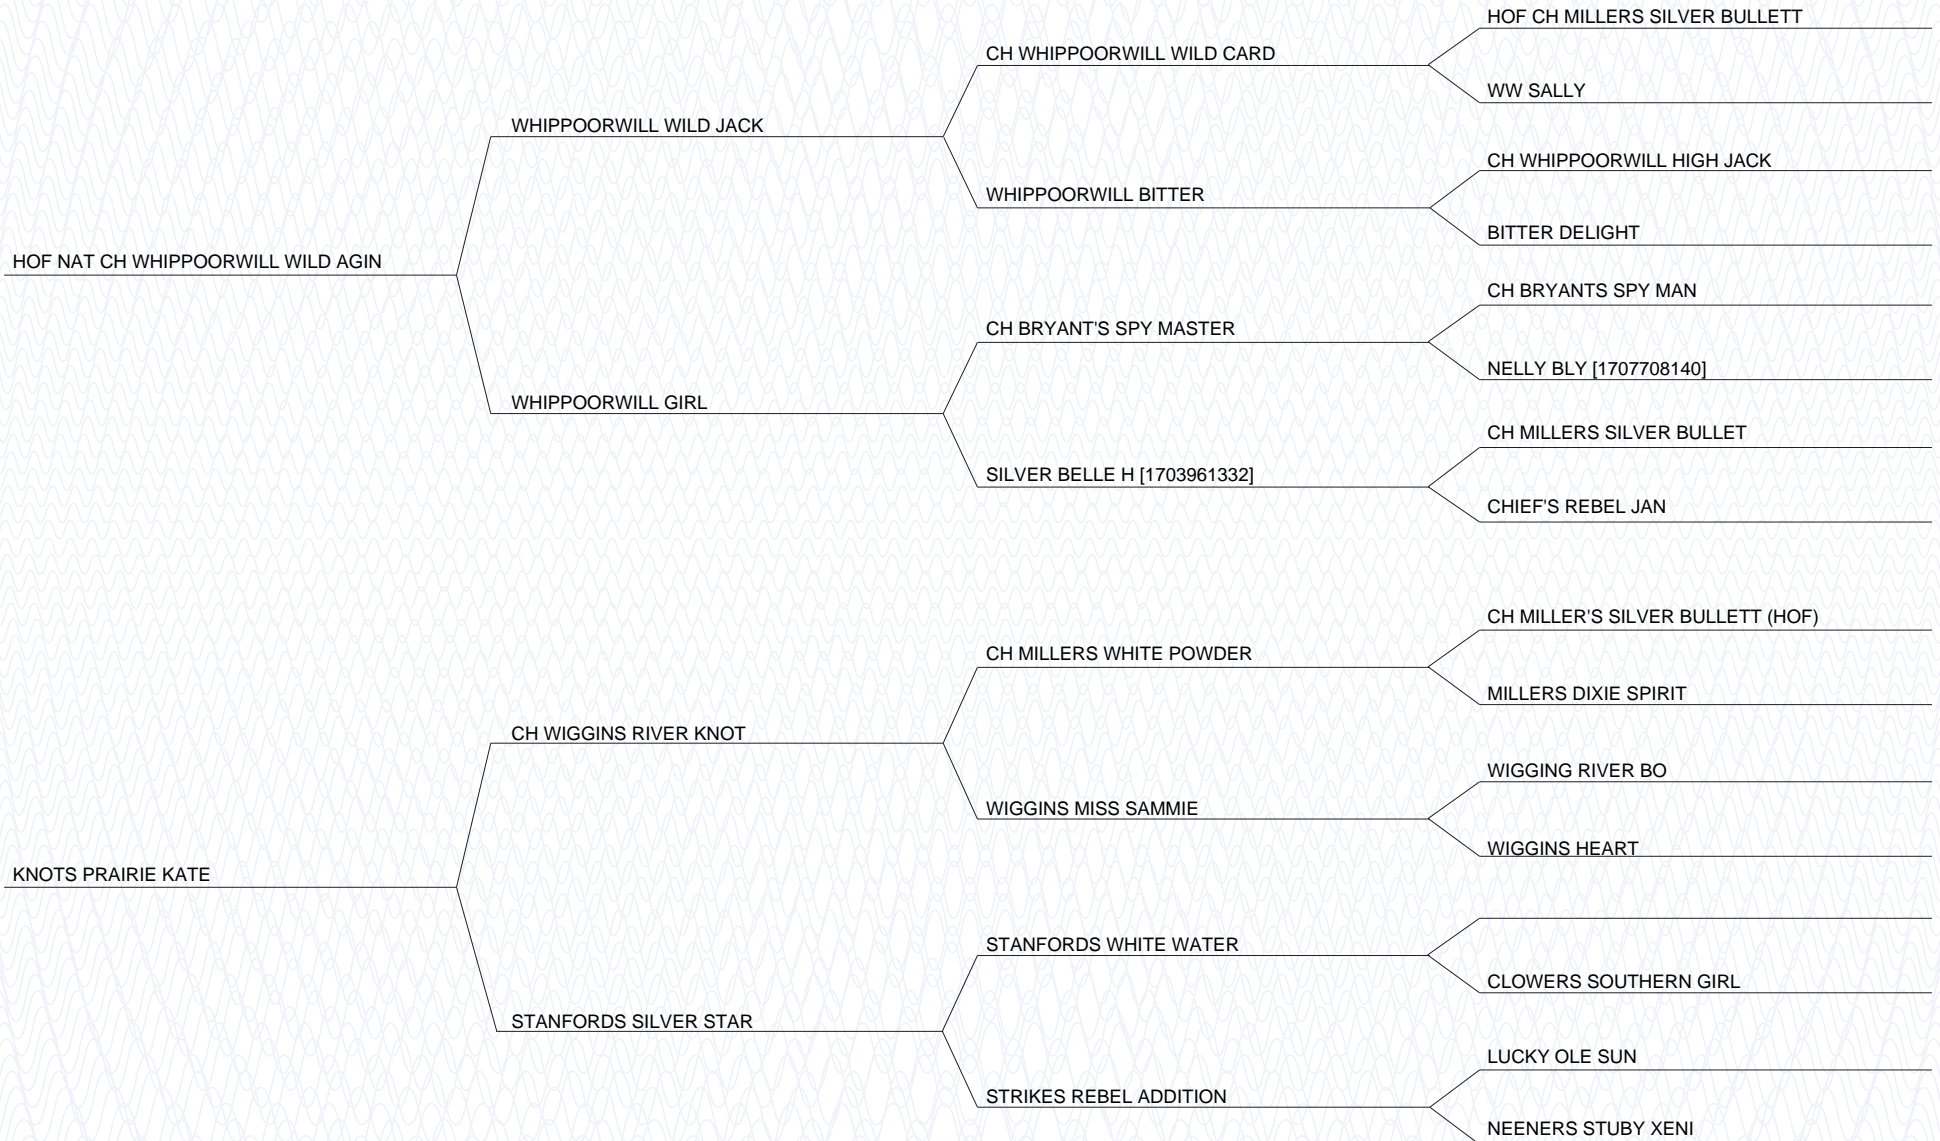 HOF CH MILLERS SILVER BULLETT
CH WHIPPOORWILL WILD CARD
WW SALLY
WHIPPOORWILL WILD JACK
CH WHIPPOORWILL HIGH JACK
WHIPPOORWILL BITTER
BITTER DELIGHT
HOF NAT CH WHIPPOORWILL WILD AGIN
CH BRYANTS SPY MAN
CH BRYANT'S SPY MASTER
NELLY BLY [1707708140]
WHIPPOORWILL GIRL
CH MILLERS SILVER BULLET
SILVER BELLE H [1703961332]
CHIEF'S REBEL JAN
CH MILLER'S SILVER BULLETT (HOF)
CH MILLERS WHITE POWDER
MILLERS DIXIE SPIRIT
CH WIGGINS RIVER KNOT
WIGGING RIVER BO
WIGGINS MISS SAMMIE
WIGGINS HEART
KNOTS PRAIRIE KATE
STANFORDS WHITE WATER
CLOWERS SOUTHERN GIRL
STANFORDS SILVER STAR
LUCKY OLE SUN
STRIKES REBEL ADDITION
NEENERS STUBY XENI